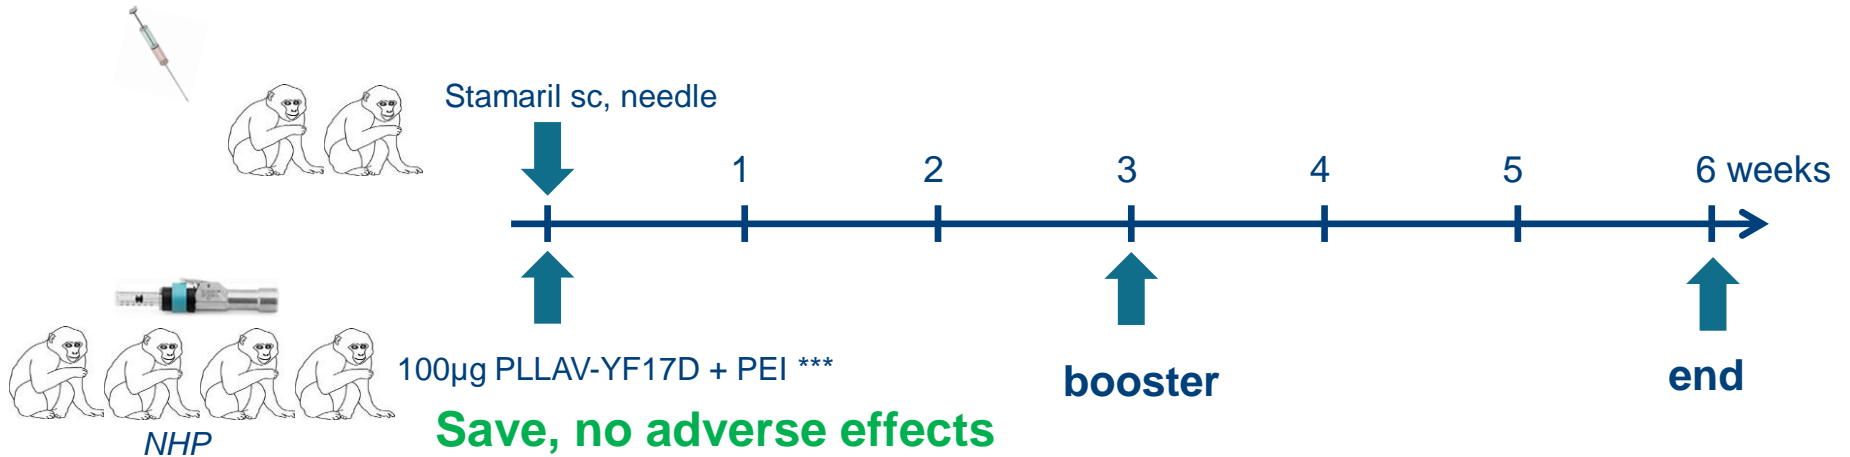 Stamaril sc, needle
1 2 3 4 5 6 weeks
100µg PLLAV-YF17D + PEI ***
booster
end
Save, no adverse effects
NHP